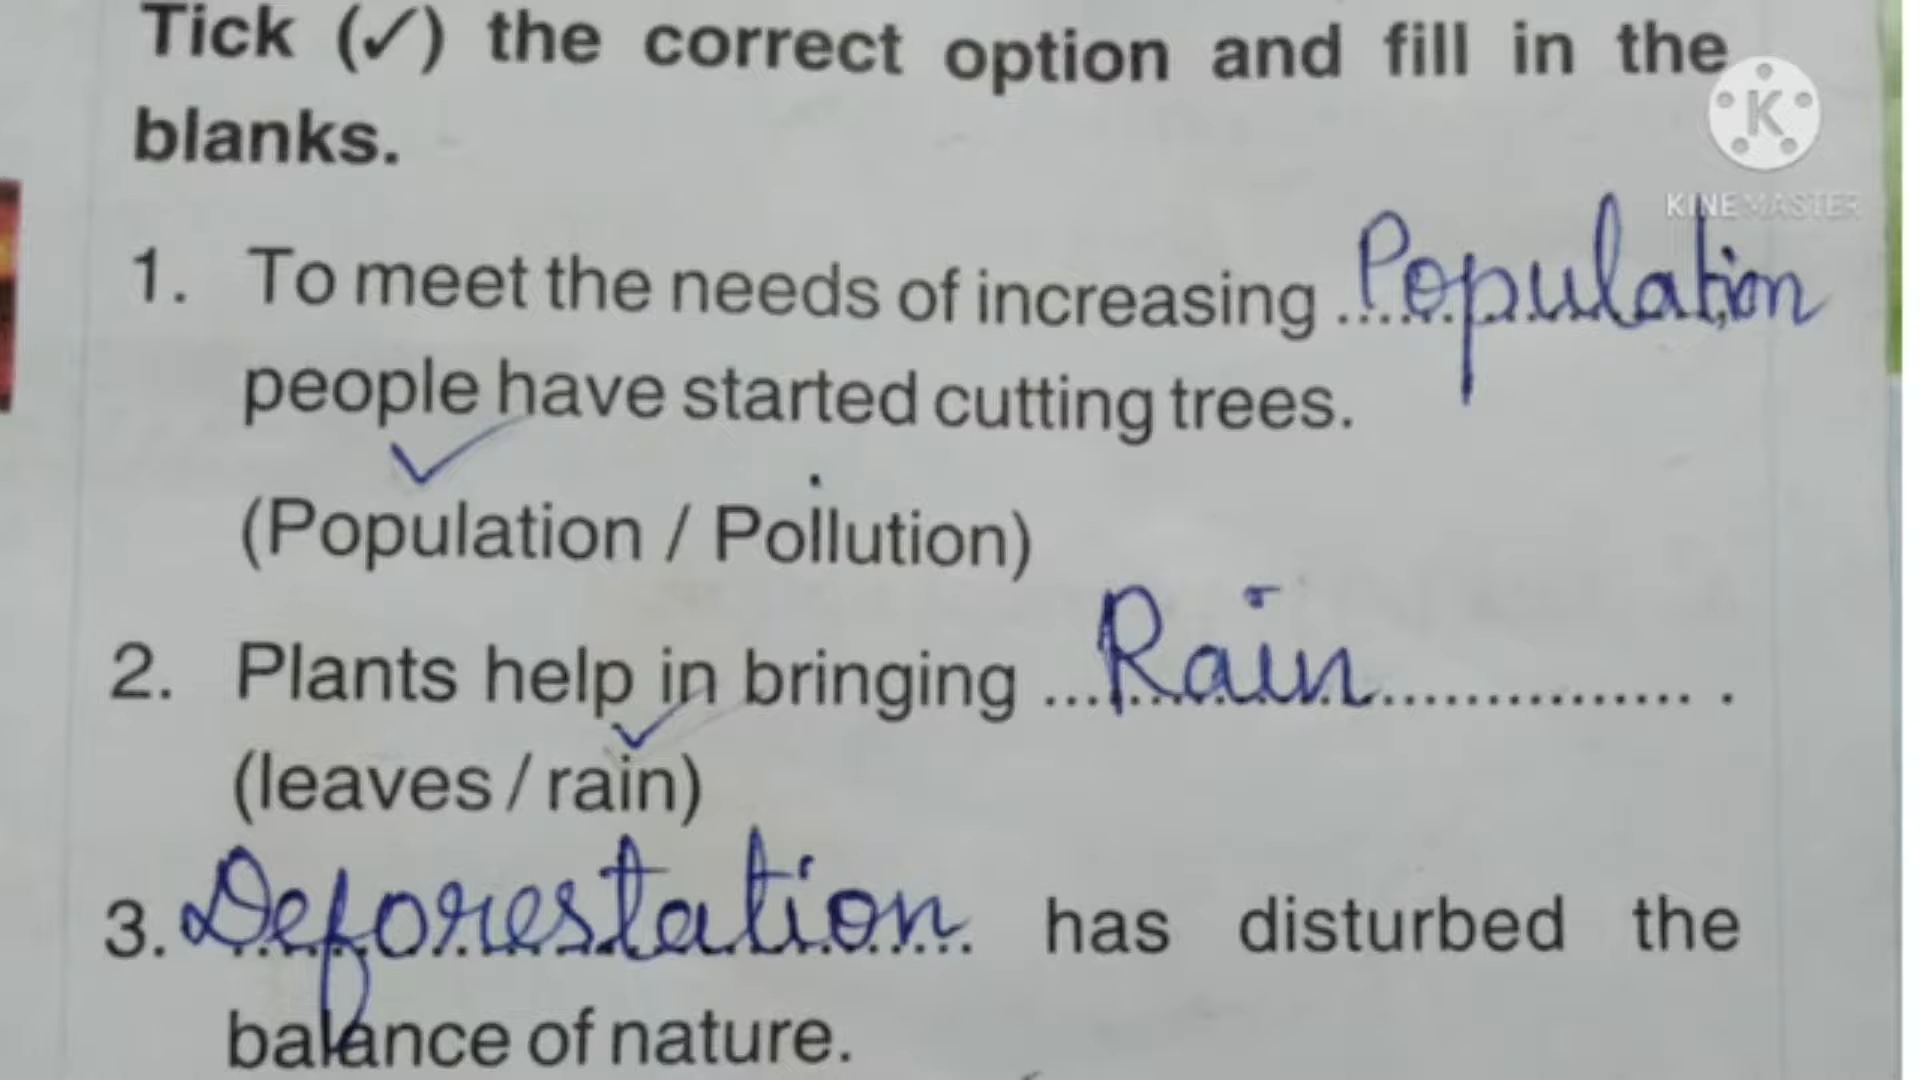 Tick (✓) the correct option and fill in the
blanks.
K
KINEMASTER
1. To meet the needs of increasing ....Population
people have started cutting trees.
✓
(Population / Pollution)
2. Plants help in bringing ...Rain................ .
✓
(leaves / rain)
3. Deforestation... has disturbed the
balance of nature.